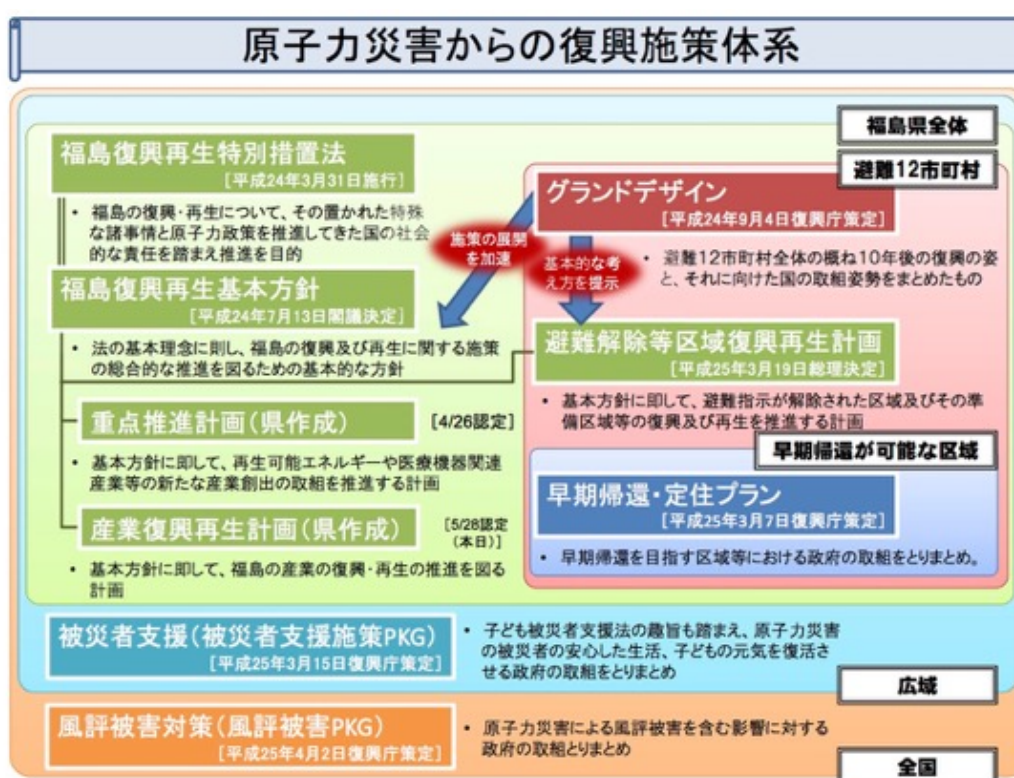 原子力災害からの復興施策体系
福島県全体
福島復興再生特別措置法
[平成24年3月31日施行]
• 福島の復興・再生について、その置かれた特殊
な諸事情と原子力政策を推進してきた国の社会
的な責任を踏まえ推進を目的
福島復興再生基本方針
[平成24年7月13日閣議決定]
• 法の基本理念に則し、福島の復興及び再生に関する施策
の総合的な推進を図るための基本的な方針
重点推進計画(県作成)
[4/26認定]
• 基本方針に即して、再生可能エネルギーや医療機器関連
産業等の新たな産業創出の取組を推進する計画
産業復興再生計画(県作成)
[5/28認定
(本日)]
• 基本方針に即して、福島の産業の復興・再生の推進を図る
計画
避難12市町村
グランドデザイン
[平成24年9月4日復興庁策定]
施策の展開
を加速
基本的な考
え方を提示
• 避難12市町村全体の概ね10年後の復興の姿
と、それに向けた国の取組姿勢をまとめたもの
避難解除等区域復興再生計画
[平成25年3月19日総理決定]
• 基本方針に即して、避難指示が解除された区域及びその準
備区域等の復興及び再生を推進する計画
早期帰還が可能な区域
早期帰還・定住プラン
[平成25年3月7日復興庁策定]
• 早期帰還を目指す区域等における政府の取組をとりまとめ。
被災者支援(被災者支援施策PKG)
[平成25年3月15日復興庁策定]
• 子ども被災者支援法の趣旨も踏まえ、原子力災害
の被災者の安心した生活、子どもの元気を復活さ
せる政府の取組をとりまとめ
広域
風評被害対策(風評被害PKG)
[平成25年4月2日復興庁策定]
• 原子力災害による風評被害を含む影響に対する
政府の取組とりまとめ
全国